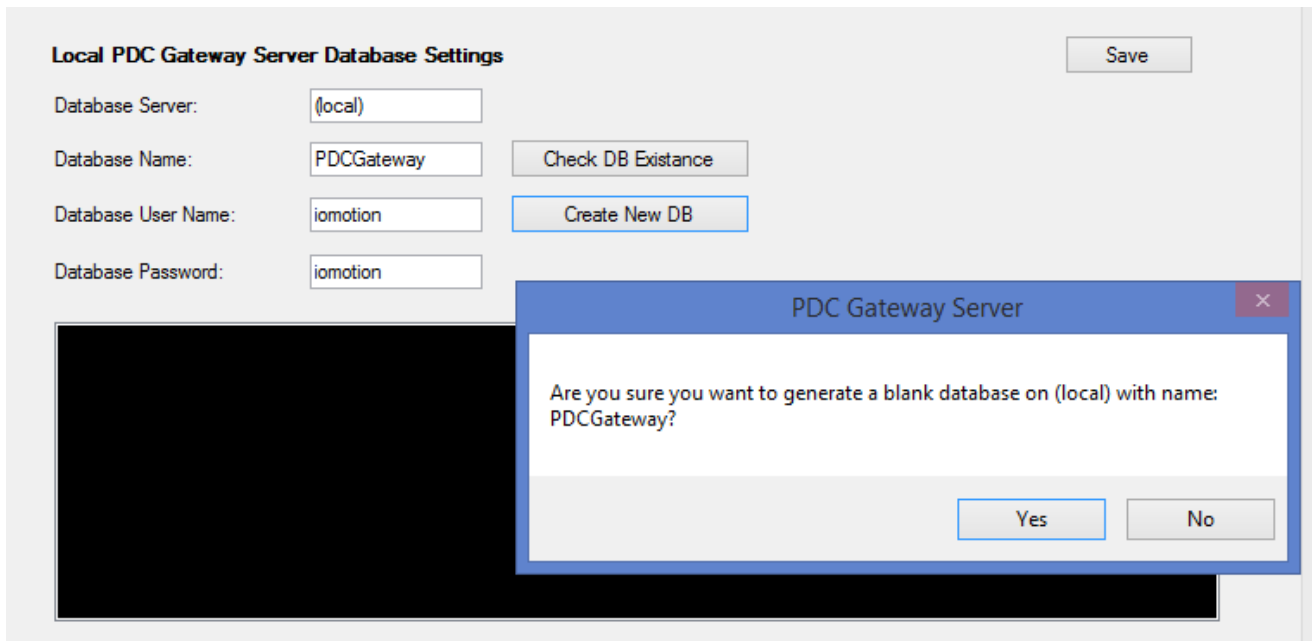 Local PDC Gateway Server Database Settings
Save
Database Server:
(local)
Database Name:
PDCGateway
Check DB Existance
Database User Name:
iomotion
Create New DB
Database Password:
iomotion
PDC Gateway Server
Are you sure you want to generate a blank database on (local) with name:
PDCGateway?
Yes
No